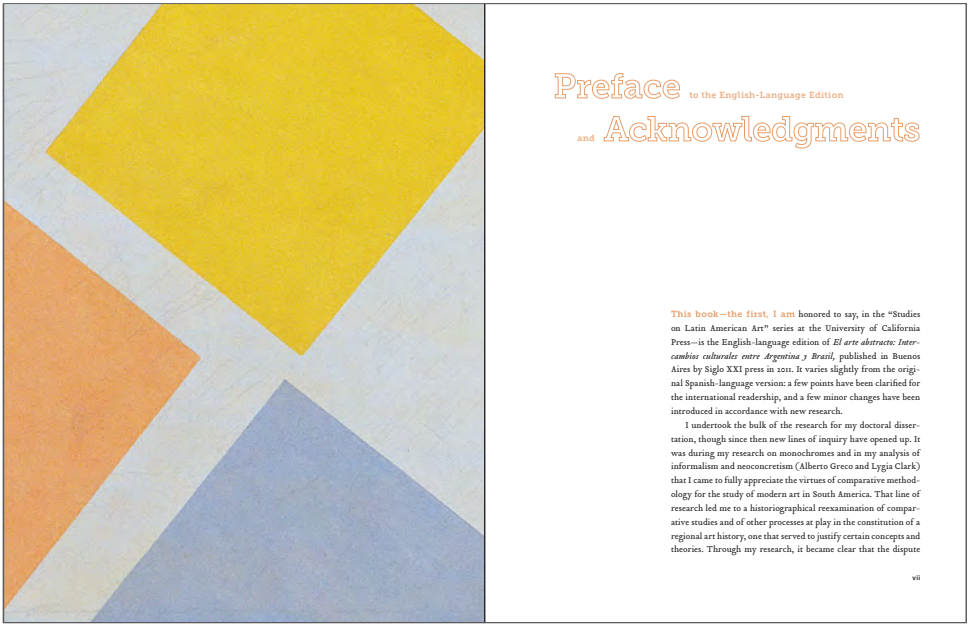 Preface to the English-Language Edition
and Acknowledgments
This book—the first, I am honored to say, in the “Studies
on Latin American Art” series at the University of California
Press—is the English-language edition of El arte abstracto: Inter-
cambios culturales entre Argentina y Brasil, published in Buenos
Aires by Siglo XXI press in 2011. It varies slightly from the origi-
nal Spanish-language version: a few points have been clarified for
the international readership, and a few minor changes have been
introduced in accordance with new research.
I undertook the bulk of the research for my doctoral disser-
tation, though since then new lines of inquiry have opened up. It
was during my research on monochromes and in my analysis of
informalism and neoconcretism (Alberto Greco and Lygia Clark)
that I came to fully appreciate the virtues of comparative method-
ology for the study of modern art in South America. That line of
research led me to a historiographical reexamination of compar-
ative studies and of other processes at play in the constitution of a
regional art history, one that served to justify certain concepts and
theories. Through my research, it became clear that the dispute
vii